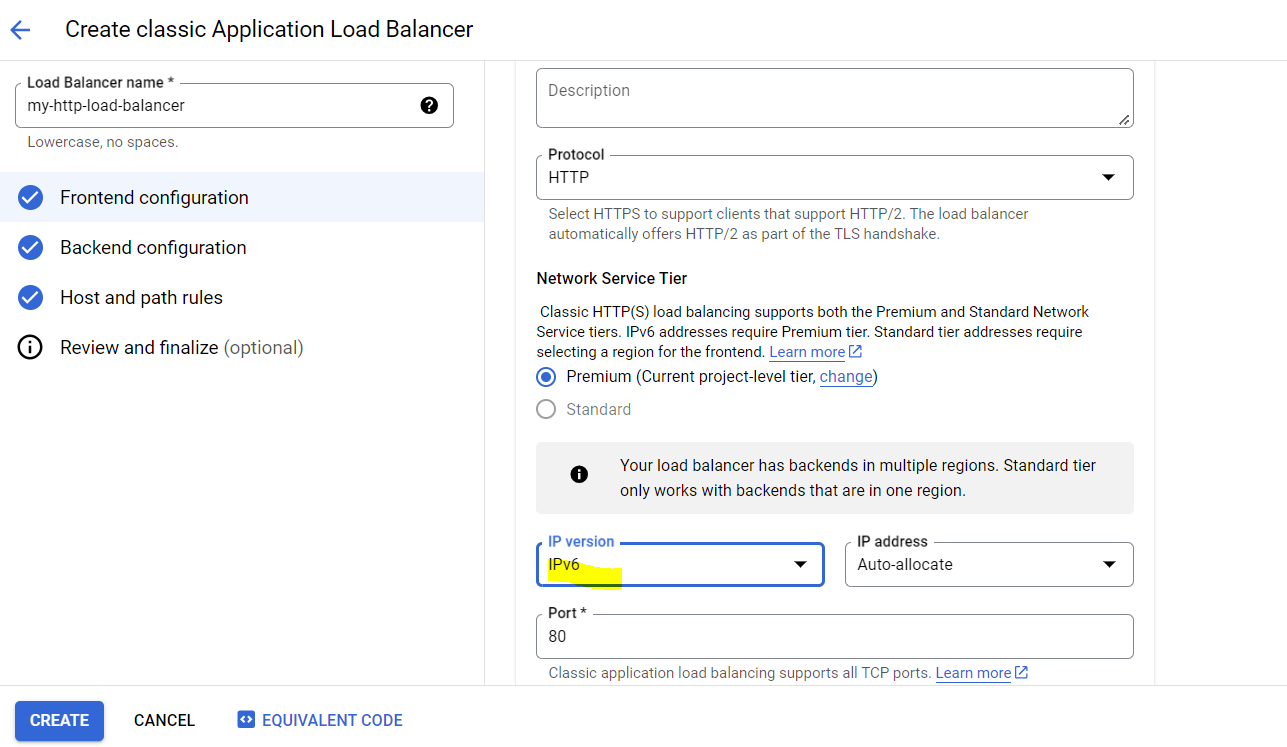 Create classic Application Load Balancer
Load Balancer name *
my-http-load-balancer
Lowercase, no spaces.
Frontend configuration
Backend configuration
Host and path rules
Review and finalize (optional)
Description
Protocol
HTTP
Select HTTPS to support clients that support HTTP/2. The load balancer
automatically offers HTTP/2 as part of the TLS handshake.
Network Service Tier
Classic HTTP(S) load balancing supports both the Premium and Standard Network
Service tiers. IPv6 addresses require Premium tier. Standard tier addresses require
selecting a region for the frontend. Learn more
Premium (Current project-level tier, change)
Standard
Your load balancer has backends in multiple regions. Standard tier
only works with backends that are in one region.
IP version
IPv6
IP address
Auto-allocate
Port *
80
Classic application load balancing supports all TCP ports. Learn more
CREATE
CANCEL
EQUIVALENT CODE